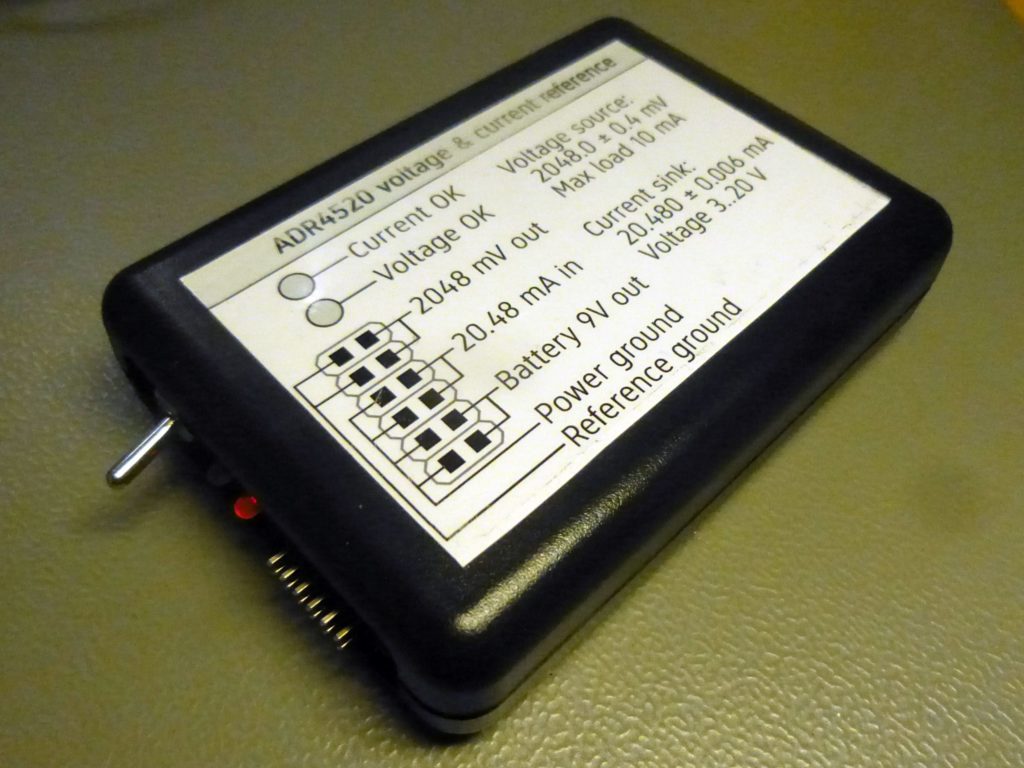 ADR4520 voltage & current reference
Current OK
Voltage OK
2048 mV out
20.48 mA in
Battery 9V out
Power ground
Reference ground
Voltage source:
2048.0 ± 0.4 mV
Max load 10 mA
Current sink:
20.480 ± 0.006 mA
Voltage 3..20 V